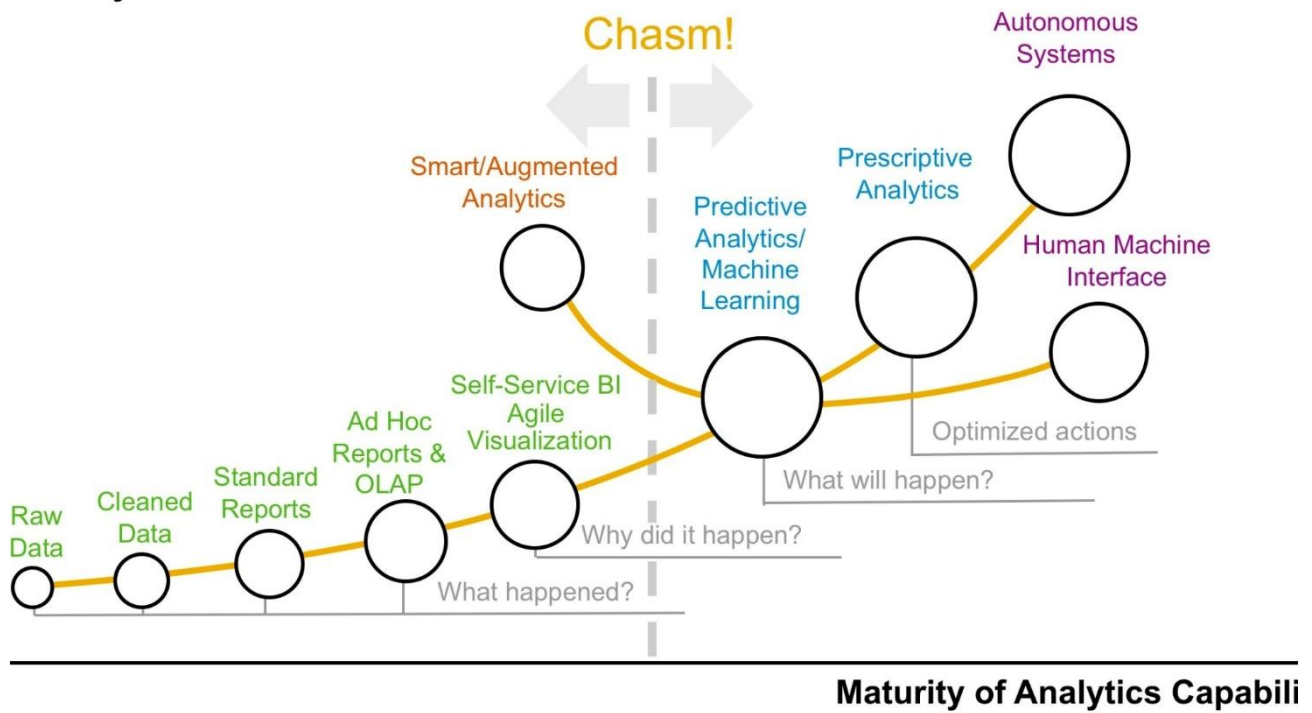 Chasm!
Autonomous
Systems
Smart/Augmented
Analytics
Prescriptive
Analytics
Predictive
Analytics/
Machine
Learning
Human Machine
Interface
Self-Service BI
Agile
Visualization
Ad Hoc
Reports &
OLAP
Standard
Reports
Cleaned
Data
Raw
Data
Optimized actions
What will happen?
Why did it happen?
What happened?
Maturity of Analytics Capabili